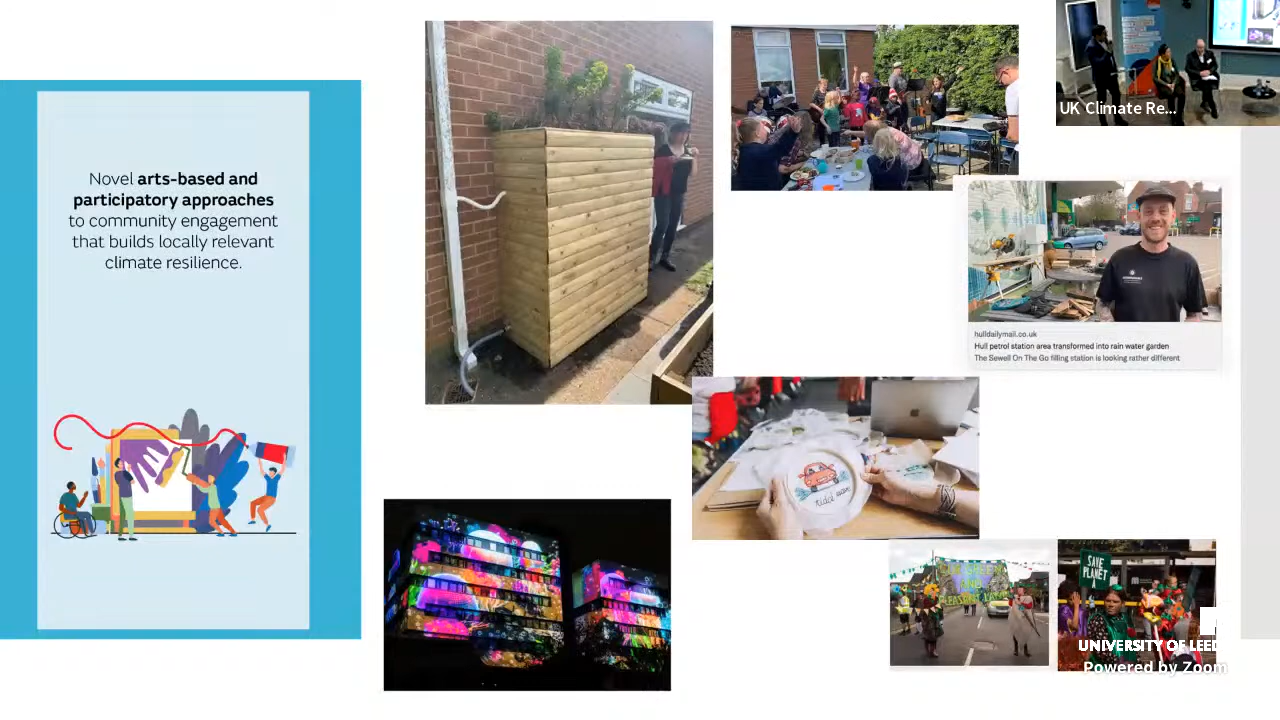 Novel arts-based and
participatory approaches
to community engagement
that builds locally relevant
climate resilience.
UK Climate Re...
hulldailymail.co.uk
Hull petrol station area transformed into rain water garden
The Sewell On The Go filling station is looking rather different
SAVE
PLANET
A
UNIVERSITY OF LEED
Powered by Zoom